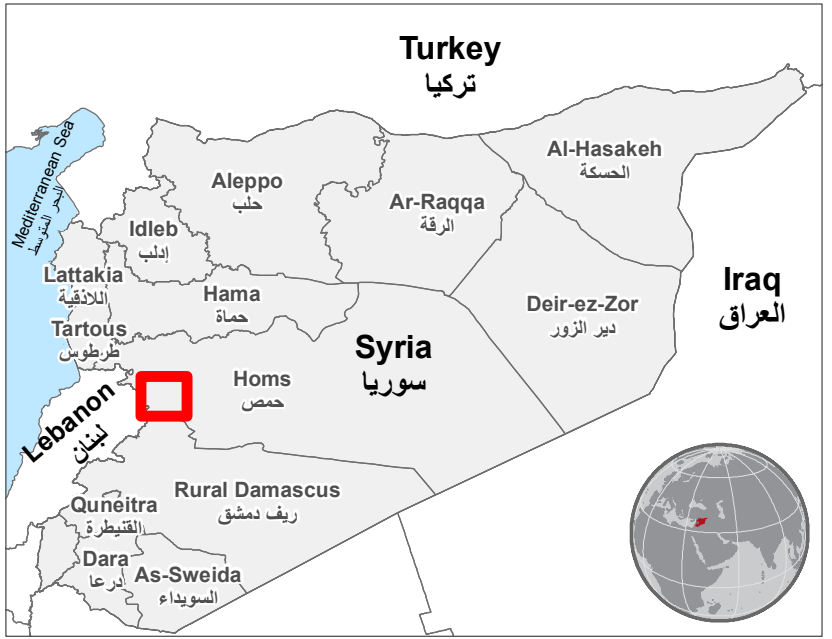 Turkey
تركيا
Mediterranean Sea
البحر المتوسط
Al-Hasakeh
الحسكة
Aleppo
حلب
Ar-Raqqa
الرقة
Idleb
إدلب
Lattakia
اللاذقية
Hama
حماة
Iraq
العراق
Deir-ez-Zor
دير الزور
Tartous
طرطوس
Syria
سوريا
Homs
حمص
Lebanon
لبنان
Rural Damascus
ريف دمشق
Quneitra
القنيطرة
Dara
درعا
As-Sweida
السويداء